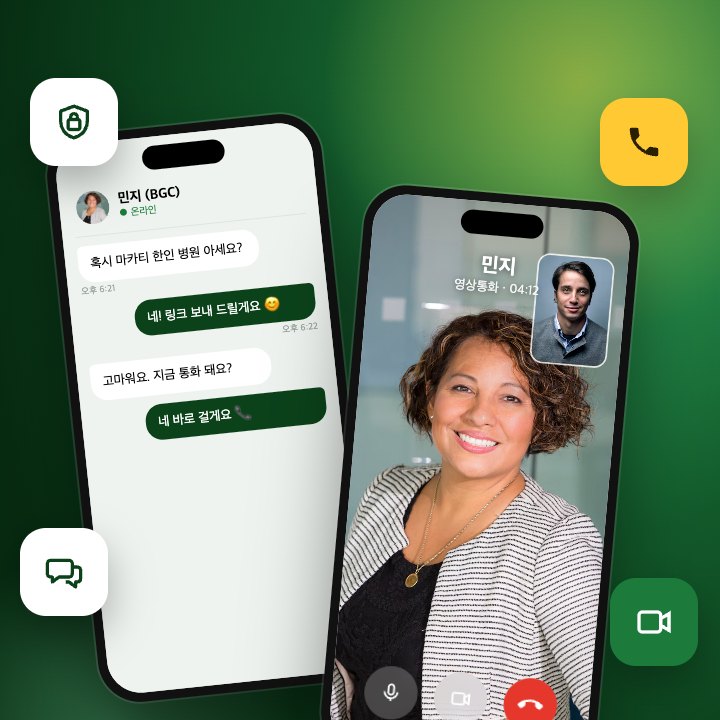 민지 (BGC)
온라인
혹시 마카티 한인 병원 아세요?
오후 6:21
네! 링크 보내 드릴게요 😊
오후 6:22
고마워요. 지금 통화 돼요?
네 바로 걸게요 📞
민지
영상통화 · 04:12